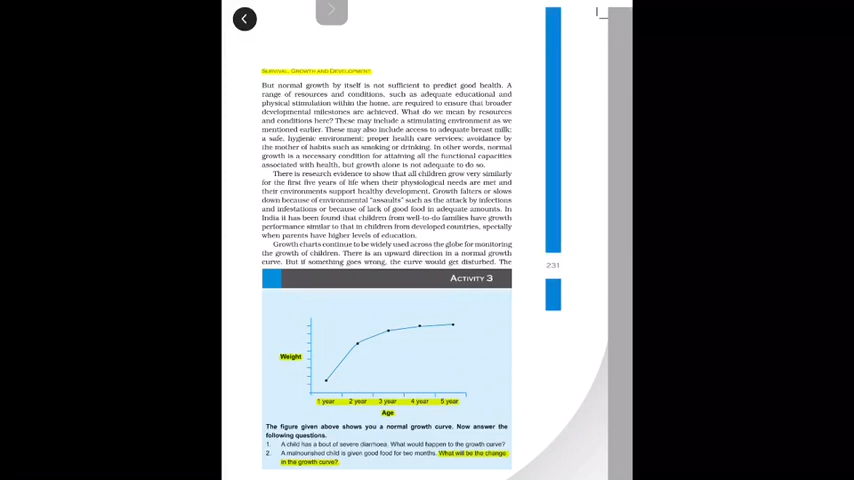 SURVIVAL, GROWTH AND DEVELOPMENT
But normal growth by itself is not sufficient to predict good health. A
range of resources and conditions, such as adequate educational and
physical stimulation within the home, are required to ensure that broader
developmental milestones are achieved. What do we mean by resources
and conditions here? These may include a stimulating environment as we
mentioned earlier. These may also include access to adequate breast milk;
a safe, hygienic environment; proper health care services; avoidance by
the mother of habits such as smoking or drinking. In other words, normal
growth is a necessary condition for attaining all the functional capacities
associated with health, but growth alone is not adequate to do so.
There is research evidence to show that all children grow very similarly
for the first five years of life when their physiological needs are met and
their environments support healthy development. Growth falters or slows
down because of environmental "assaults" such as the attack by infections
and infestations or because of lack of good food in adequate amounts. In
India it has been found that children from well-to-do families have growth
performance similar to that in children from developed countries, specially
when parents have higher levels of education.
Growth charts continue to be widely used across the globe for monitoring
the growth of children. There is an upward direction in a normal growth
curve. But if something goes wrong, the curve would get disturbed. The
231
ACTIVITY 3
Weight
1 year 2 year 3 year 4 year 5 year
Age
The figure given above shows you a normal growth curve. Now answer the
following questions.
1. A child has a bout of severe diarrhoea. What would happen to the growth curve?
2. A malnourished child is given good food for two months. What will be the change
in the growth curve?